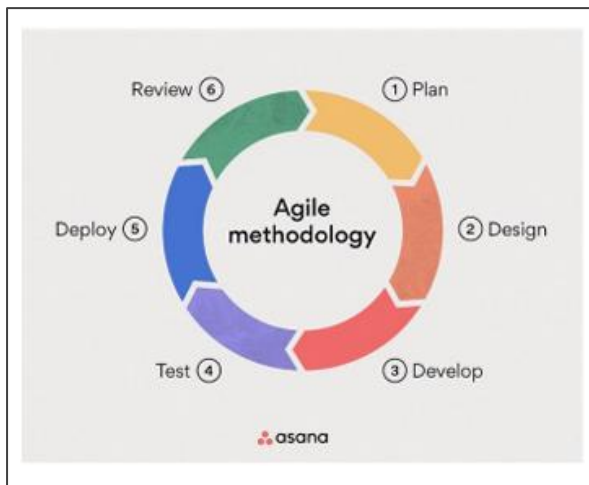 Review 6
1 Plan
Agile
methodology
Deploy 5
2 Design
Test 4
3 Develop
asana